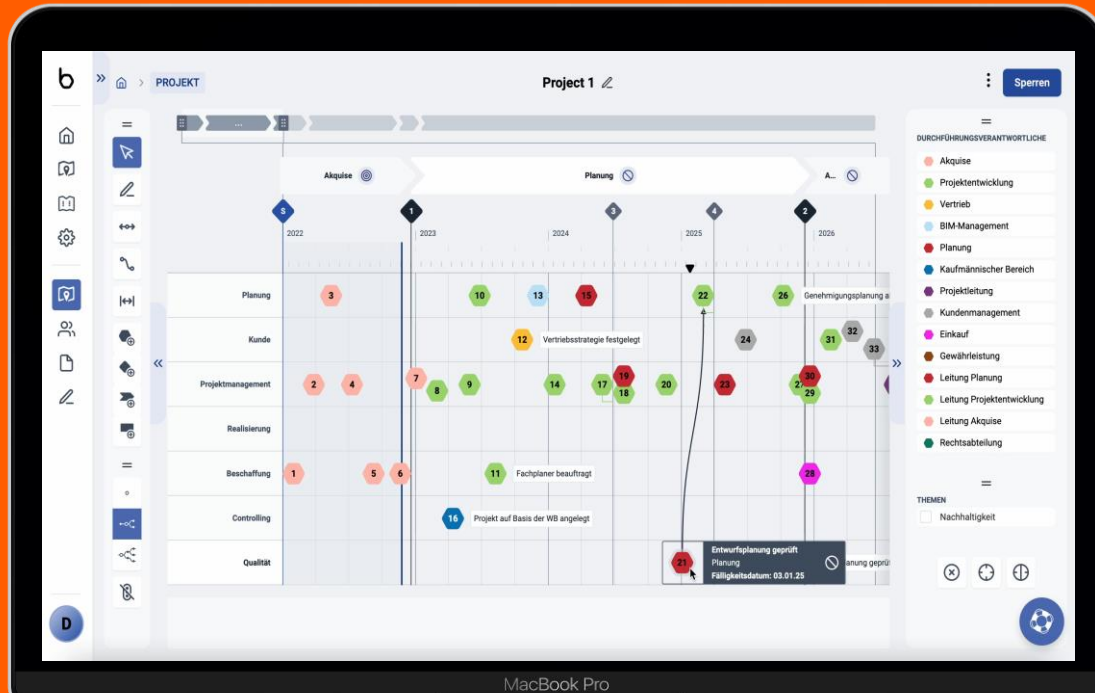 b
PROJEKT
Project 1
Sperren
...
Akquise
Planung
A...
S
1
3
4
2
2022
2023
2024
2025
2026
Planung
3
10
13
15
22
26
Genehmigungsplanung a
Kunde
12
Vertriebsstrategie festgelegt
24
31
32
33
Projektmanagement
2
4
7
8
9
14
17
19
18
20
23
30
29
Realisierung
Beschaffung
1
5
6
11
Fachplaner beauftragt
28
Controlling
16
Projekt auf Basis der WB angelegt
Qualität
21
Entwurfsplanung geprüft
Planung
Fälligkeitsdatum: 03.01.25
anung geprü
DURCHFÜHRUNGSVERANTWORTLICHE
Akquise
Projektentwicklung
Vertrieb
BIM-Management
Planung
Kaufmännischer Bereich
Projektleitung
Kundenmanagement
Einkauf
Gewährleistung
Leitung Planung
Leitung Projektentwicklung
Leitung Akquise
Rechtsabteilung
THEMEN
Nachhaltigkeit
D
MacBook Pro